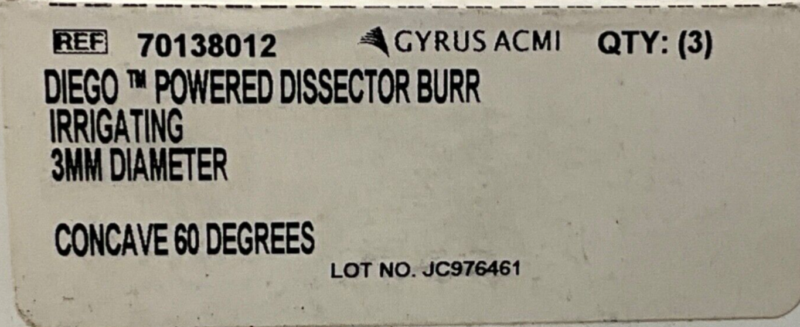 REF 70138012 GYRUS ACMI QTY: (3)
DIEGO ™ POWERED DISSECTOR BURR
IRRIGATING
3MM DIAMETER
CONCAVE 60 DEGREES
LOT NO. JC976461